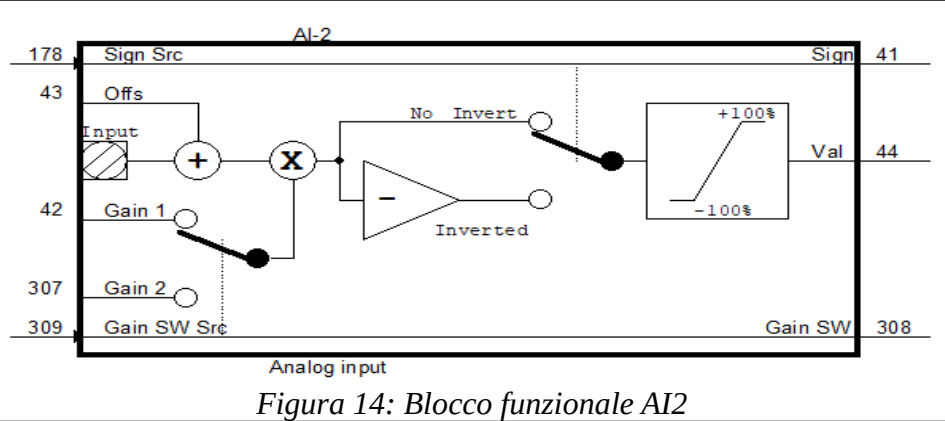 AI-2
178 Sign Src Sign 41
43 Offs +100%
No Invert
Input
+ X Val 44
-
42 Gain 1 -100%
Inverted
307 Gain 2
309 Gain SW Src Gain SW 308
Analog input
Figura 14: Blocco funzionale AI2